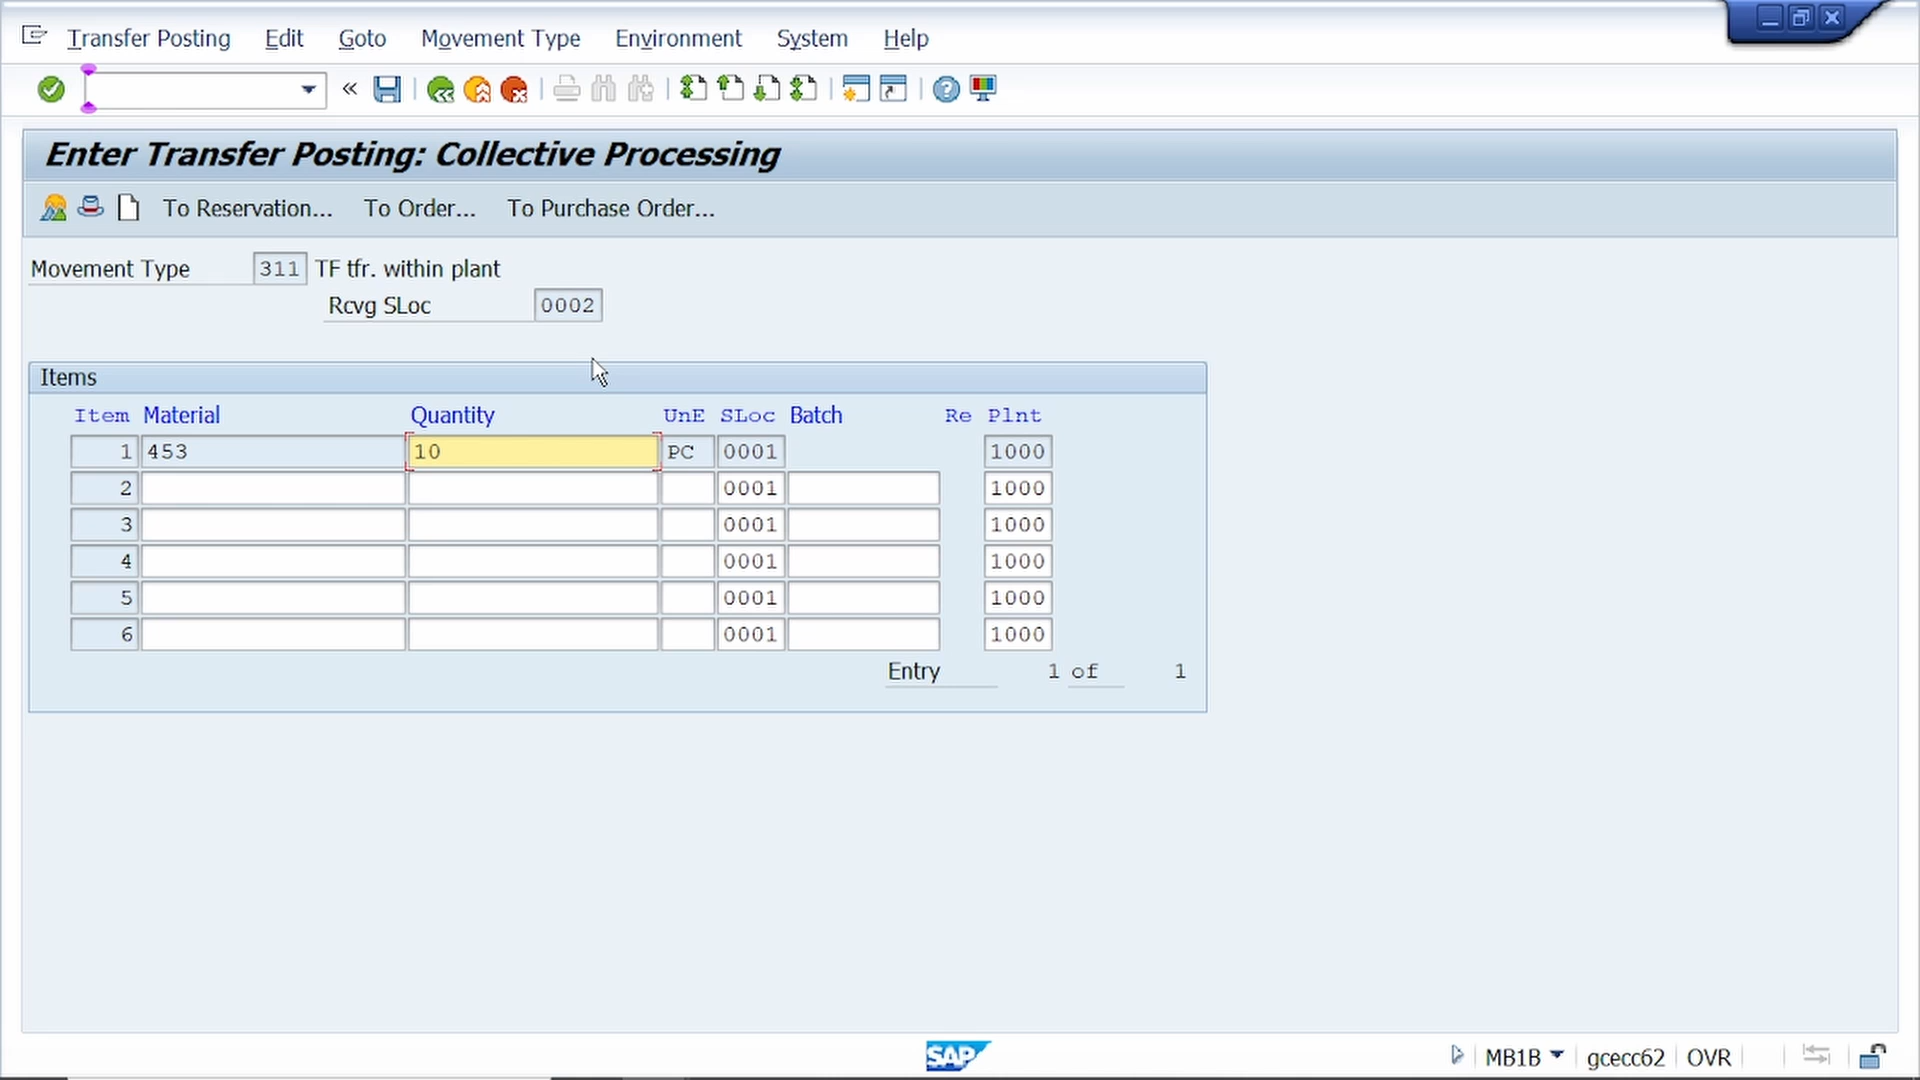 Transfer Posting Edit Goto Movement Type Environment System Help
Enter Transfer Posting: Collective Processing
To Reservation... To Order... To Purchase Order...
Movement Type 311 TF tfr. within plant
Rcvg SLoc 0002
Items
Item Material Quantity UnE SLoc Batch Re Plnt
1 453 10 PC 0001 1000
2 0001 1000
3 0001 1000
4 0001 1000
5 0001 1000
6 0001 1000
Entry 1 of 1
SAP MB1B gcecc62 OVR